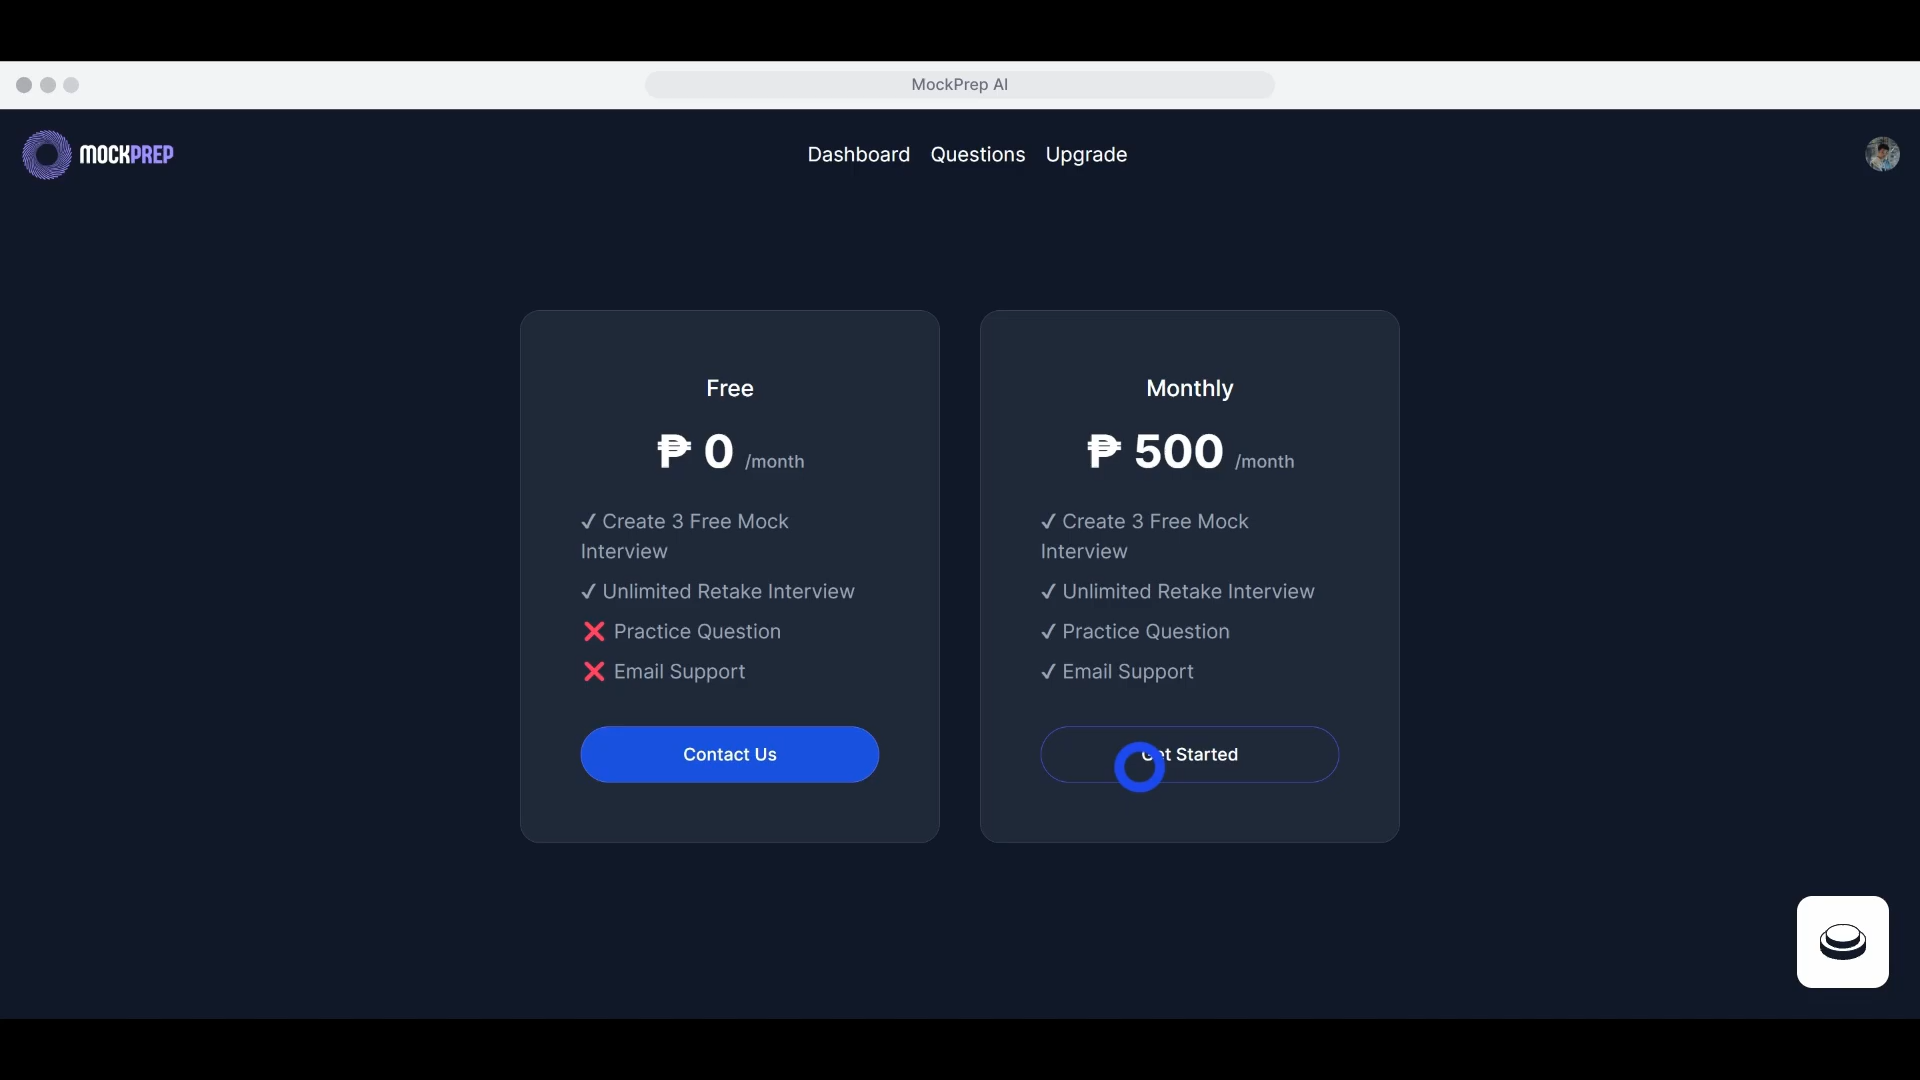 MockPrep AI
MOCKPREP
Dashboard Questions Upgrade
Free
₱ 0 /month
✓ Create 3 Free Mock
Interview
✓ Unlimited Retake Interview
❌ Practice Question
❌ Email Support
Contact Us
Monthly
₱ 500 /month
✓ Create 3 Free Mock
Interview
✓ Unlimited Retake Interview
✓ Practice Question
✓ Email Support
Get Started